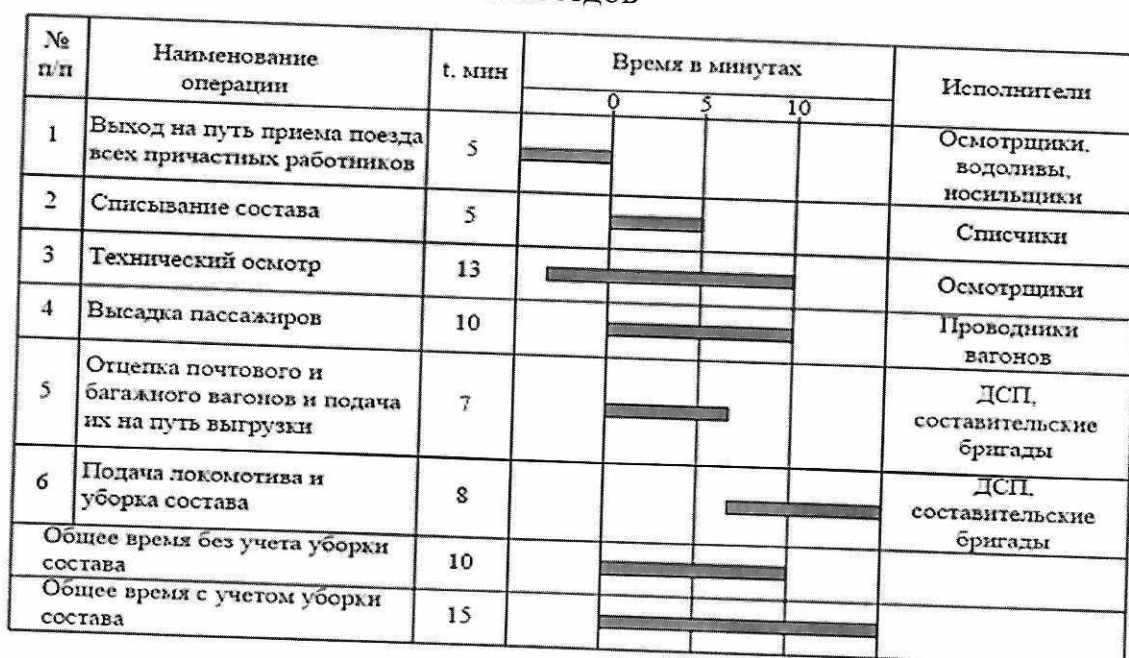 №
п/п
Наименование
операции
t. мин
Время в минутах
0 5 10
Исполнители
1
Выход на путь приема поезда
всех причастных работников
5
Осмотрщики.
водоливы,
носильщики
2
Списывание состава
5
Списчики
3
Технический осмотр
13
Осмотрщики
4
Высадка пассажиров
10
Проводники
вагонов
5
Отцепка почтового и
багажного вагонов и подача
их на путь выгрузки
7
ДСП,
составительские
бригады
6
Подача локомотива и
уборка состава
8
ДСП.
составительские
бригады
Общее время без учета уборки
состава
10
Общее время с учетом уборки
состава
15